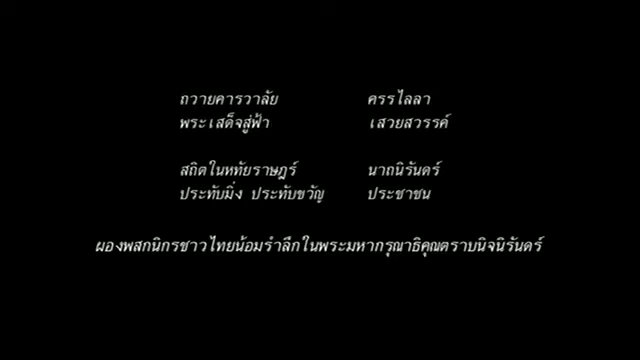 ถวายคารวาลัย ครรไลลา
พระเสด็จสู่ฟ้า เสวยสวรรค์
สถิตในหทัยราษฎร์ นาถนิรันดร์
ประทับมิ่ง ประทับขวัญ ประชาชน
ผองพสกนิกรชาวไทยน้อมรำลึกในพระมหากรุณาธิคุณตราบนิจนิรันดร์